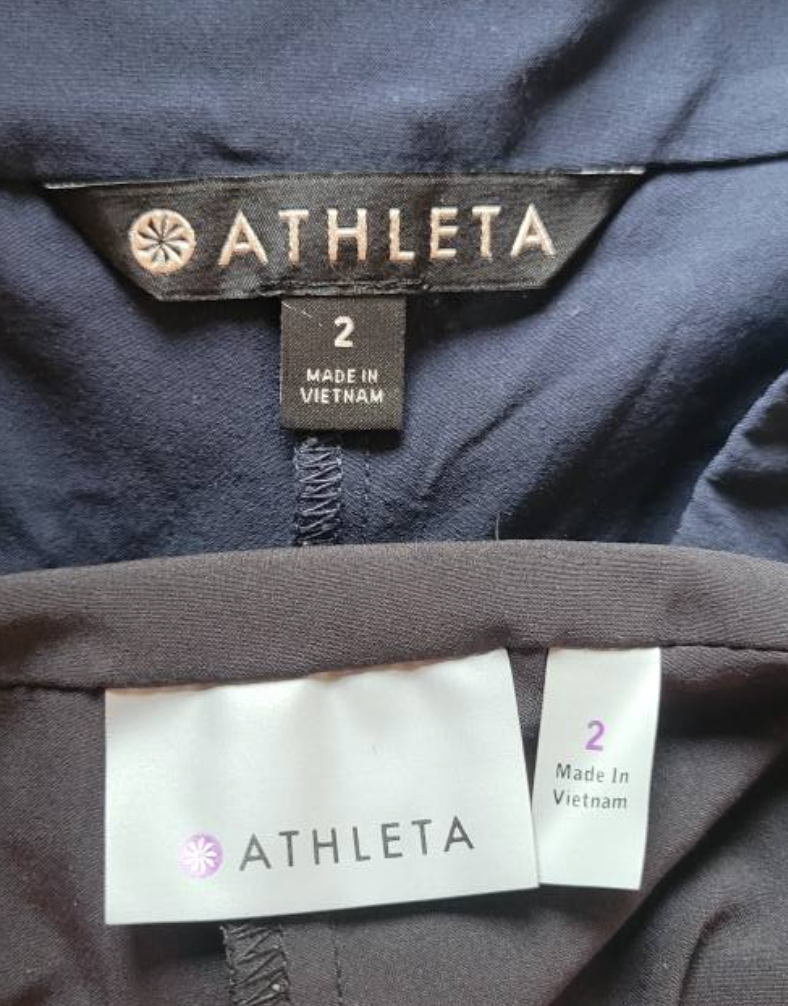 ATHLETA
2
MADE IN
VIETNAM
ATHLETA
2
Made In
Vietnam